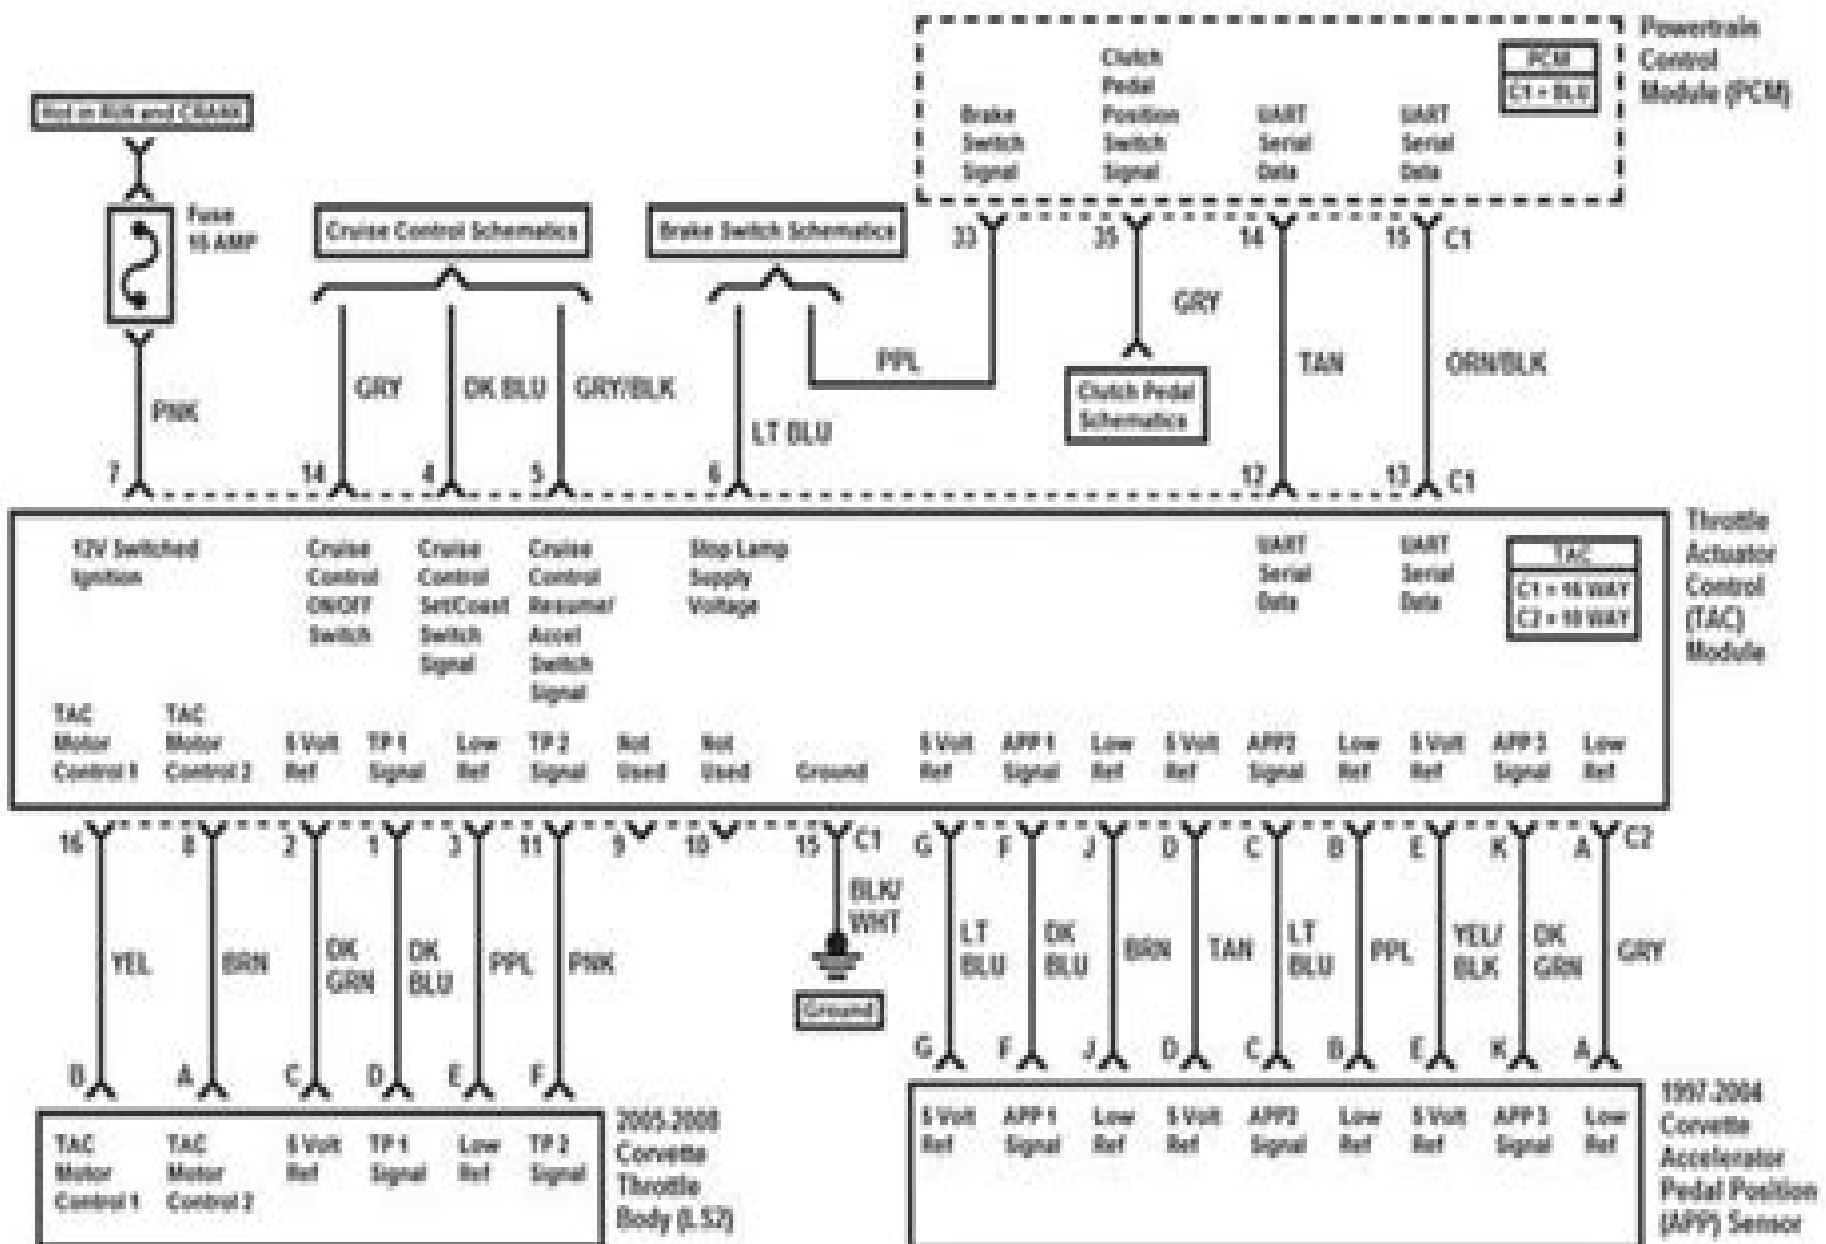 Powertrain
Control
Module (PCM)
PCM
C1 = BLU
Brake
Switch
Signal
Clutch
Pedal
Position
Switch
Signal
UART
Serial
Data
UART
Serial
Data
Hot in RUN and CRANK
Fuse
15 AMP
Cruise Control Schematics
Brake Switch Schematics
33
35
14
15
C1
PNK
GRY
DK BLU
GRY/BLK
LT BLU
PPL
GRY
Clutch Pedal
Schematics
TAN
ORN/BLK
7
14
4
5
6
12
13
C1
Throttle
Actuator
Control
(TAC)
Module
TAC
C1 = 16 WAY
C2 = 10 WAY
12V Switched
Ignition
Cruise
Control
ON/OFF
Switch
Cruise
Control
Set/Coast
Switch
Signal
Cruise
Control
Resume/
Accel
Switch
Signal
Stop Lamp
Supply
Voltage
UART
Serial
Data
UART
Serial
Data
TAC
Motor
Control 1
TAC
Motor
Control 2
5 Volt
Ref
TP 1
Signal
Low
Ref
TP 2
Signal
Not
Used
Not
Used
Ground
5 Volt
Ref
APP 1
Signal
Low
Ref
5 Volt
Ref
APP2
Signal
Low
Ref
5 Volt
Ref
APP 3
Signal
Low
Ref
16
8
2
1
3
11
9
10
15
C1
G
F
J
D
C
B
E
K
A
C2
YEL
BRN
DK
GRN
DK
BLU
PPL
PNK
BLK/
WHT
Ground
LT
BLU
DK
BLU
BRN
TAN
LT
BLU
PPL
YEL/
BLK
DK
GRN
GRY
B
A
C
D
E
F
G
F
J
D
C
B
E
K
A
TAC
Motor
Control 1
TAC
Motor
Control 2
5 Volt
Ref
TP 1
Signal
Low
Ref
TP 2
Signal
2005-2008
Corvette
Throttle
Body (LS2)
5 Volt
Ref
APP 1
Signal
Low
Ref
5 Volt
Ref
APP2
Signal
Low
Ref
5 Volt
Ref
APP 3
Signal
Low
Ref
1997-2004
Corvette
Accelerator
Pedal Position
(APP) Sensor